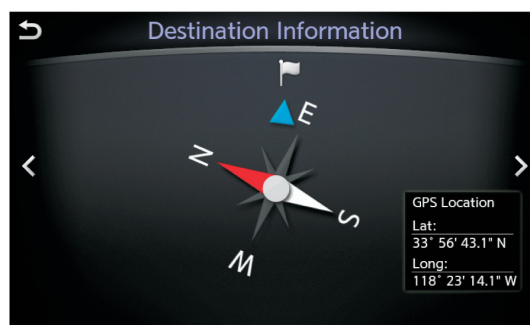 Destination Information
E
N
S
W
GPS Location
Lat:
33° 56' 43.1" N
Long:
118° 23' 14.1" W